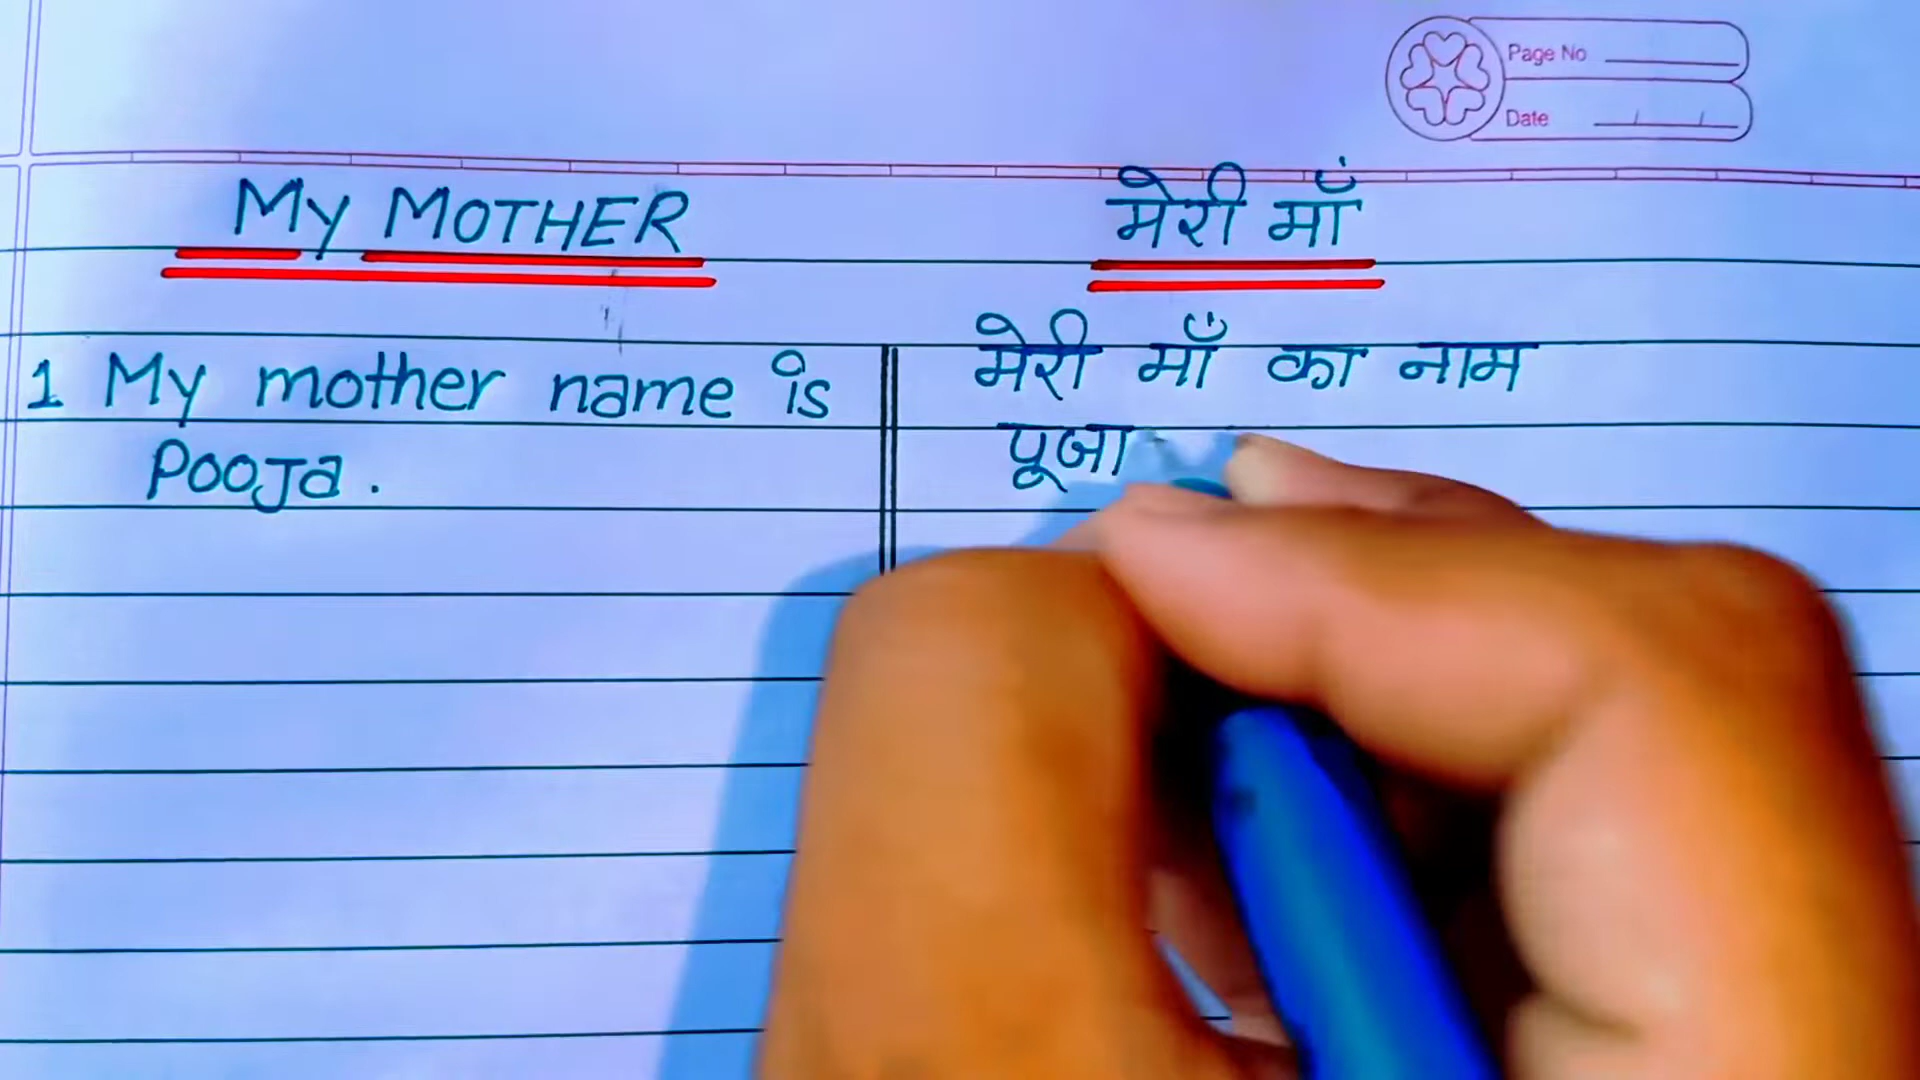 Page No
Date
My MOTHER
मेरी माँ
1 My mother name is
Pooja.
मेरी माँ का नाम
पूजा